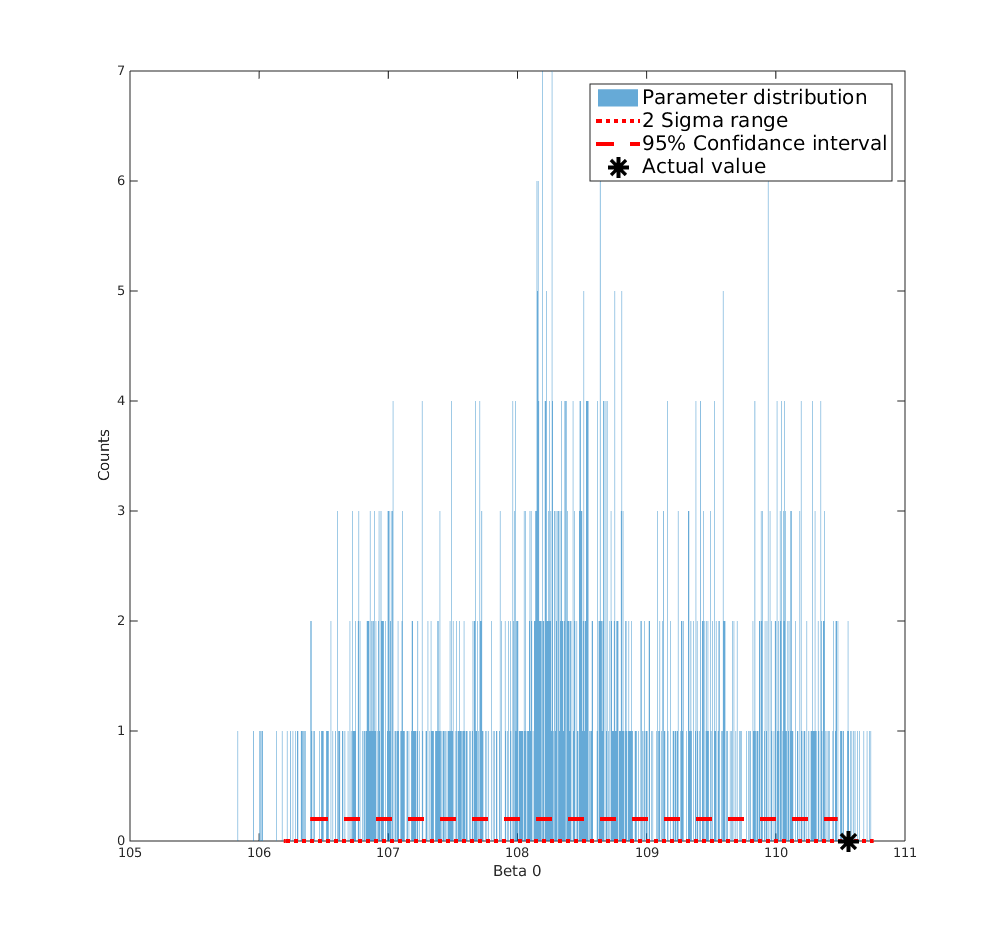 7
6
5
4
3
2
1
0
Counts
Parameter distribution
2 Sigma range
95% Confidance interval
Actual value
105 106 107 108 109 110 111
Beta 0